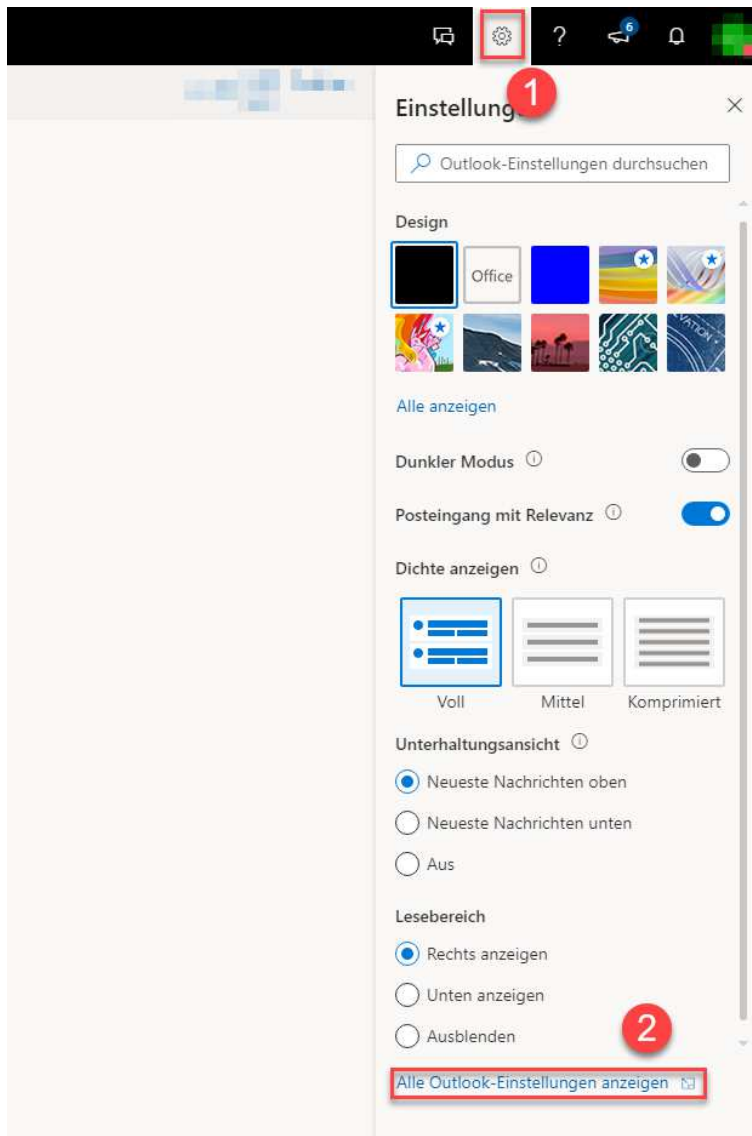 ?
6
1
Einstellung
Outlook-Einstellungen durchsuchen
Design
Office
VATION
Alle anzeigen
Dunkler Modus
Posteingang mit Relevanz
Dichte anzeigen
Voll Mittel Komprimiert
Unterhaltungsansicht
Neueste Nachrichten oben
Neueste Nachrichten unten
Aus
Lesebereich
Rechts anzeigen
Unten anzeigen
Ausblenden
2
Alle Outlook-Einstellungen anzeigen